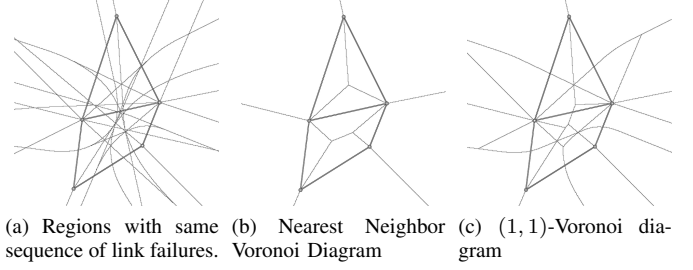 (a) Regions with same
sequence of link failures.
(b) Nearest Neighbor
Voronoi Diagram
(c) (1, 1)-Voronoi dia-
gram